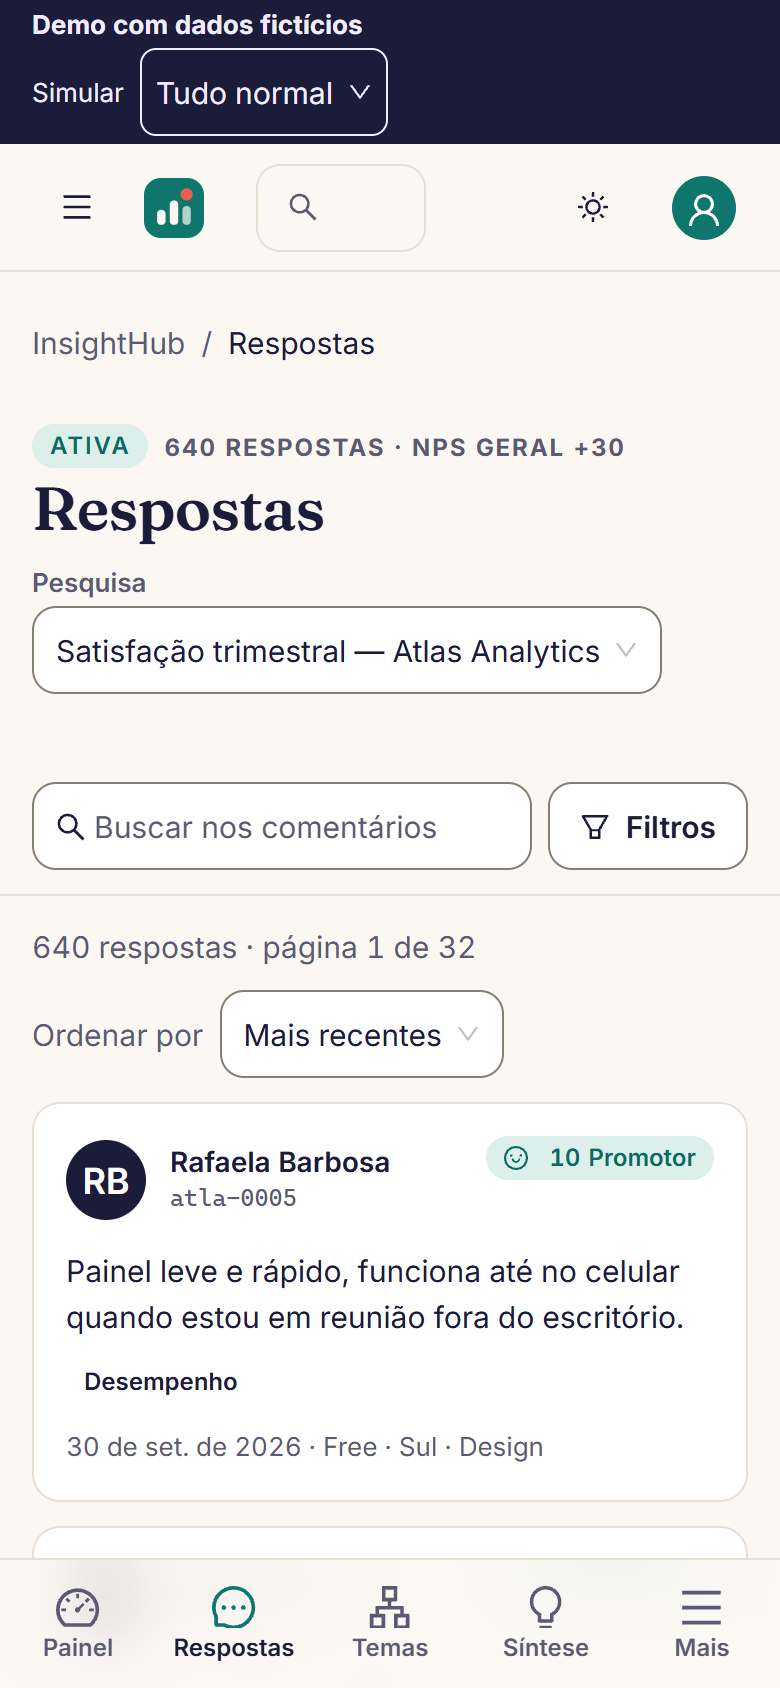 Demo com dados fictícios
Simular Tudo normal
InsightHub / Respostas
ATIVA 640 RESPOSTAS · NPS GERAL +30
Respostas
Pesquisa
Satisfação trimestral — Atlas Analytics
Buscar nos comentários Filtros
640 respostas · página 1 de 32
Ordenar por Mais recentes
RB Rafaela Barbosa 10 Promotor
atla-0005
Painel leve e rápido, funciona até no celular
quando estou em reunião fora do escritório.
Desempenho
30 de set. de 2026 · Free · Sul · Design
Painel Respostas Temas Síntese Mais